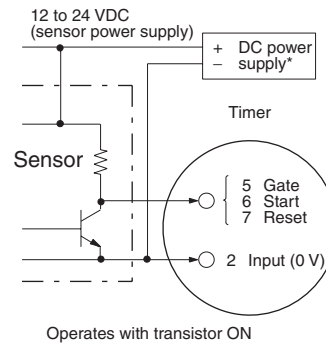 12 to 24 VDC
(sensor power supply)
+ DC power
− supply*
Timer
Sensor
5 Gate
6 Start
7 Reset
2 Input (0 V)
Operates with transistor ON